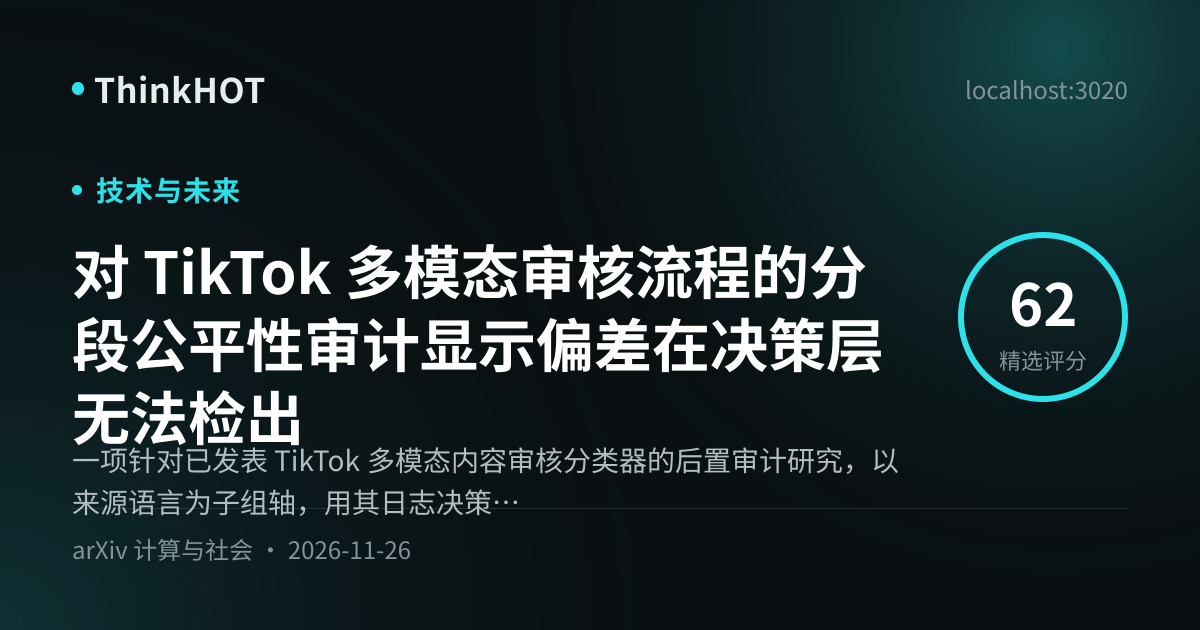 ThinkHOT
localhost:3020
技术与未来
对 TikTok 多模态审核流程的分
段公平性审计显示偏差在决策层
无法检出
62
精选评分
一项针对已发表 TikTok 多模态内容审核分类器的后置审计研究，以
来源语言为子组轴，用其日志决策…
arXiv 计算与社会 · 2026-11-26